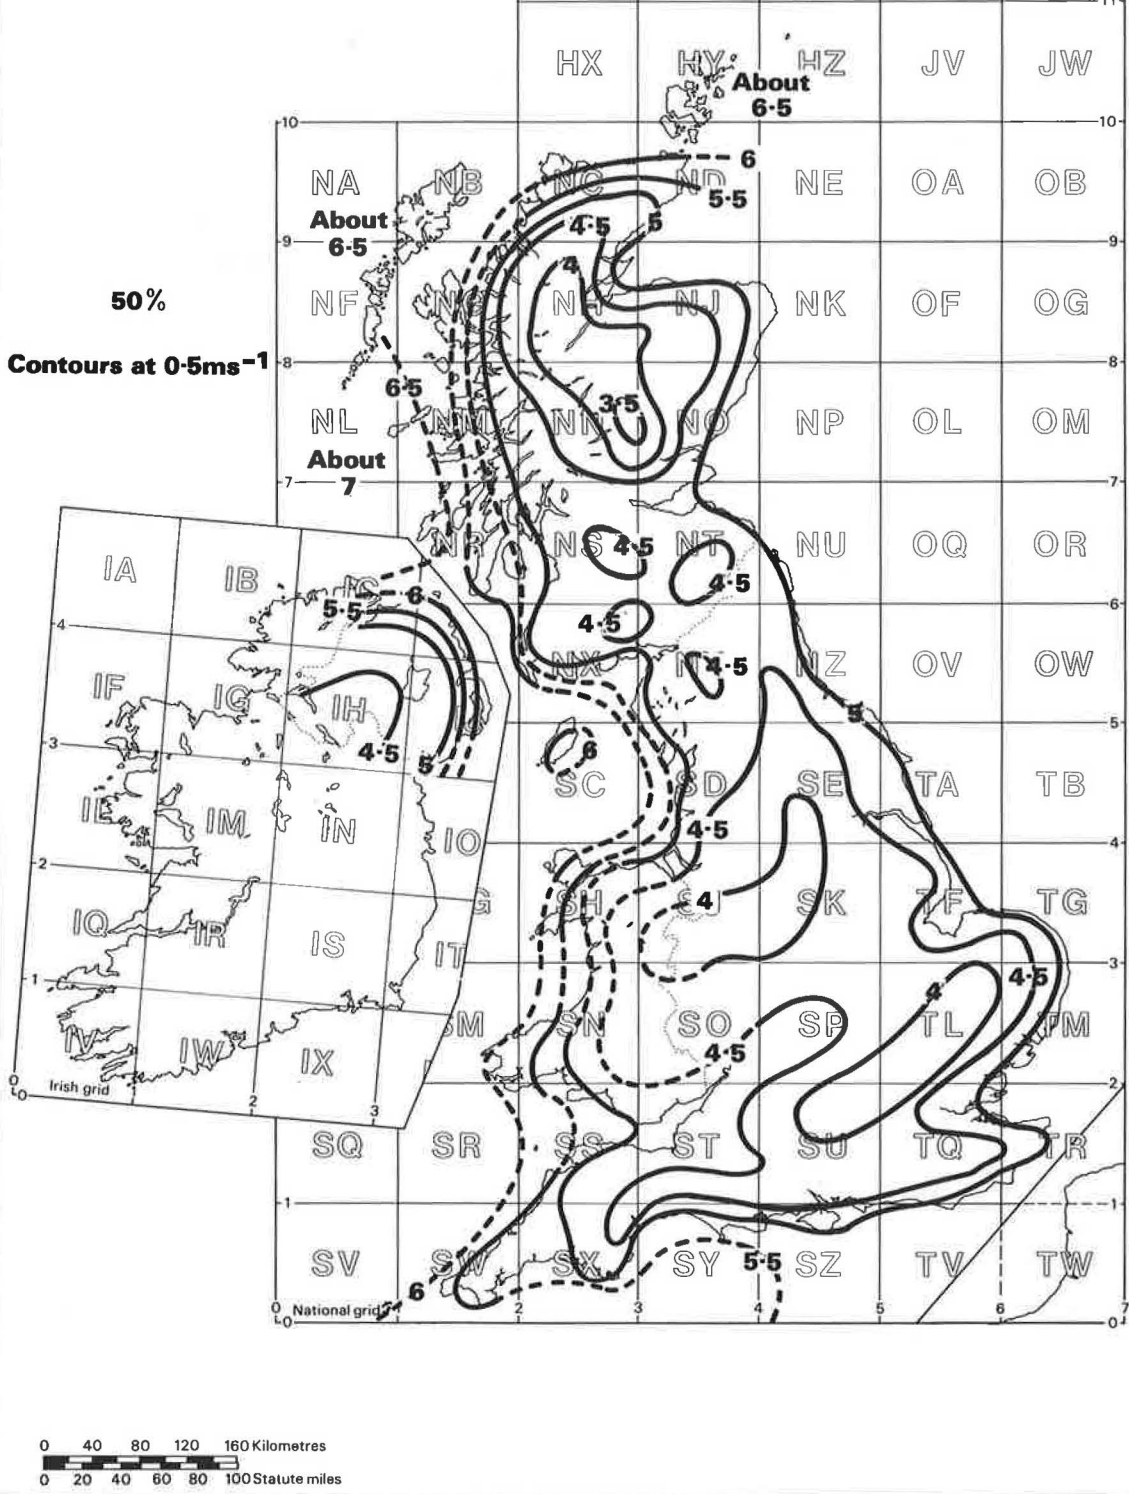 11
HX HY HZ JV JW
About
6·5
10 10
6
NA NB NC ND NE OA OB
5·5
About
6·5
4·5 5
9 9
4
50%
NF NG NH NJ NK OF OG
Contours at 0·5ms⁻¹
8 8
6·5
3·5
NL NM NN NO NP OL OM
About
7
7 7
NR NS 4·5 NT NU OQ OR
IA IB IC
4·5
6
5·5 6
4·5
4
NX NY 4·5 NZ OV OW
IF IG IH
5 5
3
4·5 5
6
SC SD SE TA TB
IL IM IN IO
4·5
4
2
G SH SJ 4 SK TF TG
IQ IR IS IT
3
4·5
4
1
SM SN SO SP TL TM
IV IW IX
4·5
0
0 Irish grid 1 2 3
2
SQ SR SS ST SU TQ TR
1 1
SV SW SX SY SZ TV TW
5·5
6
0 National grid 1 2 3 4 5 6 7
0 0
0 40 80 120 160 Kilometres
0 20 40 60 80 100 Statute miles